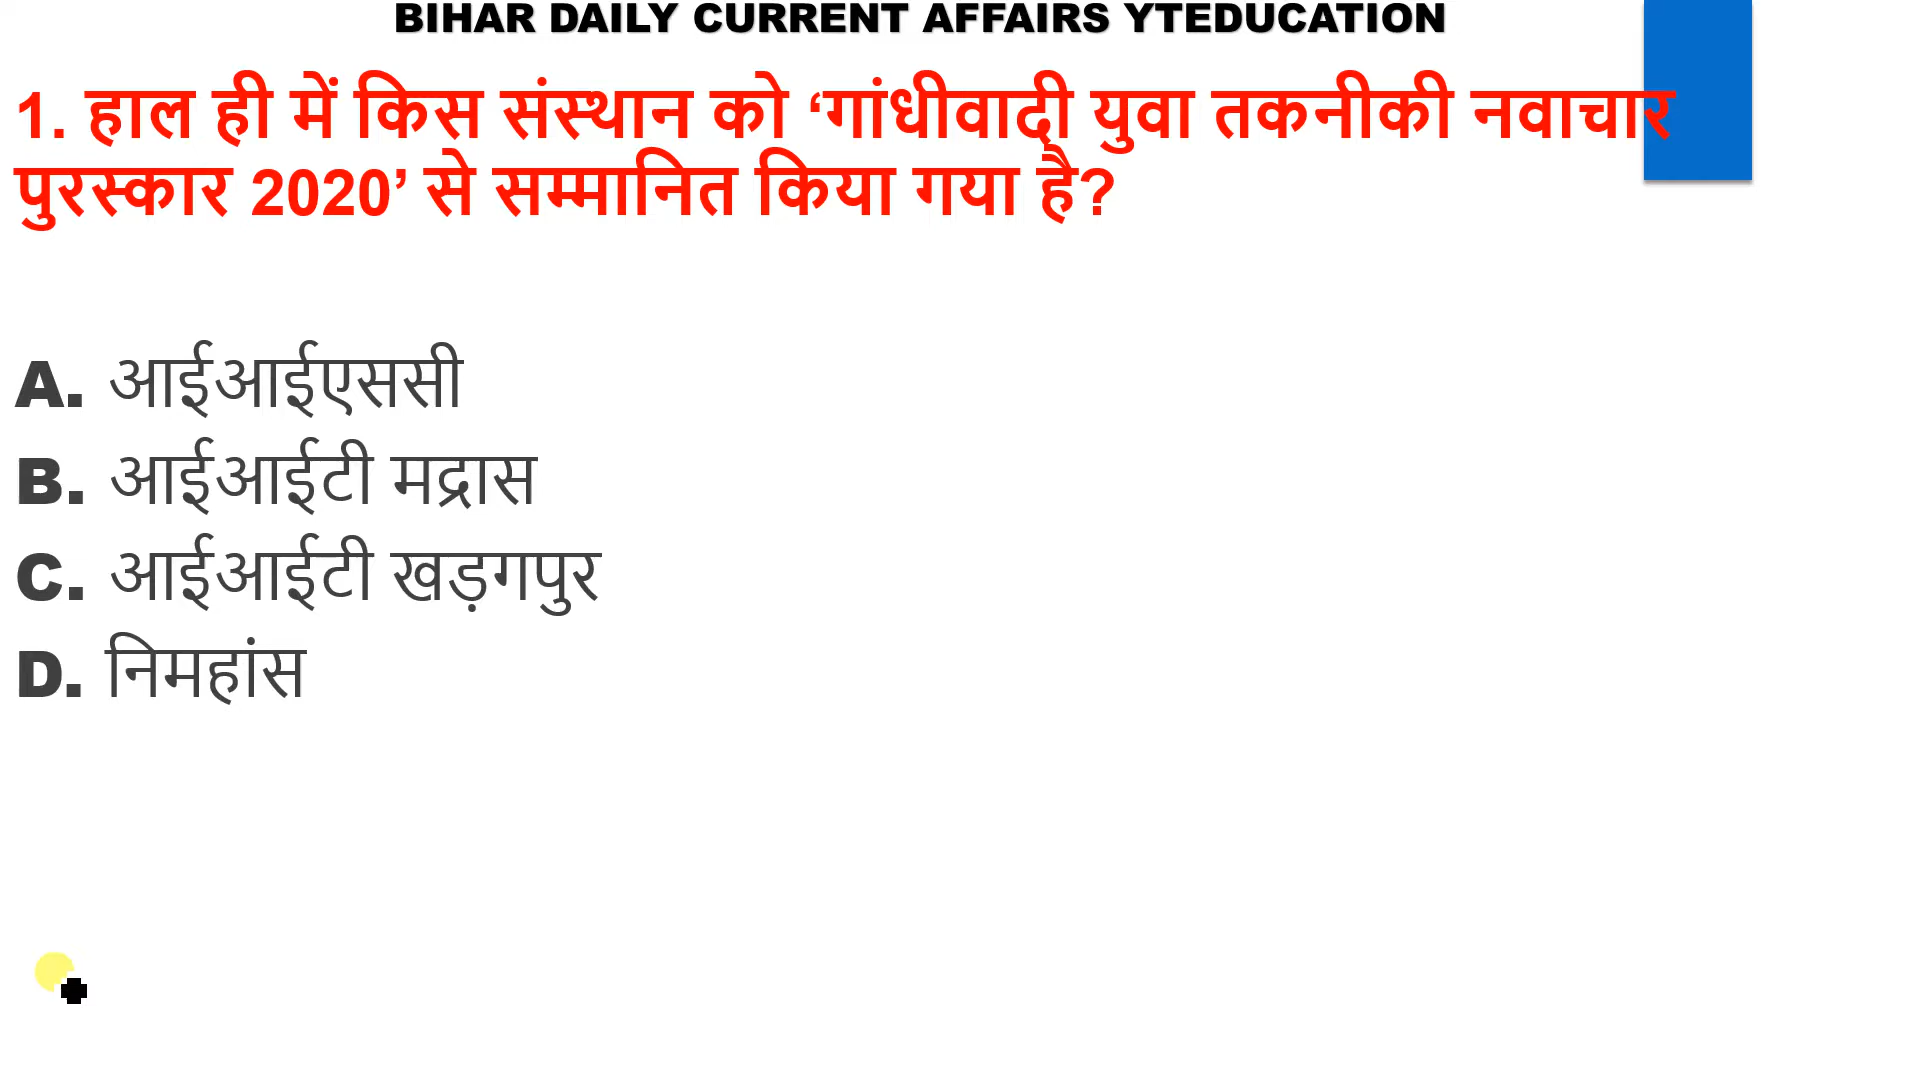 BIHAR DAILY CURRENT AFFAIRS YTEDUCATION
1. हाल ही में किस संस्थान को ‘गांधीवादी युवा तकनीकी नवाचार
पुरस्कार 2020’ से सम्मानित किया गया है?
A. आईआईएससी
B. आईआईटी मद्रास
C. आईआईटी खड़गपुर
D. निमहांस